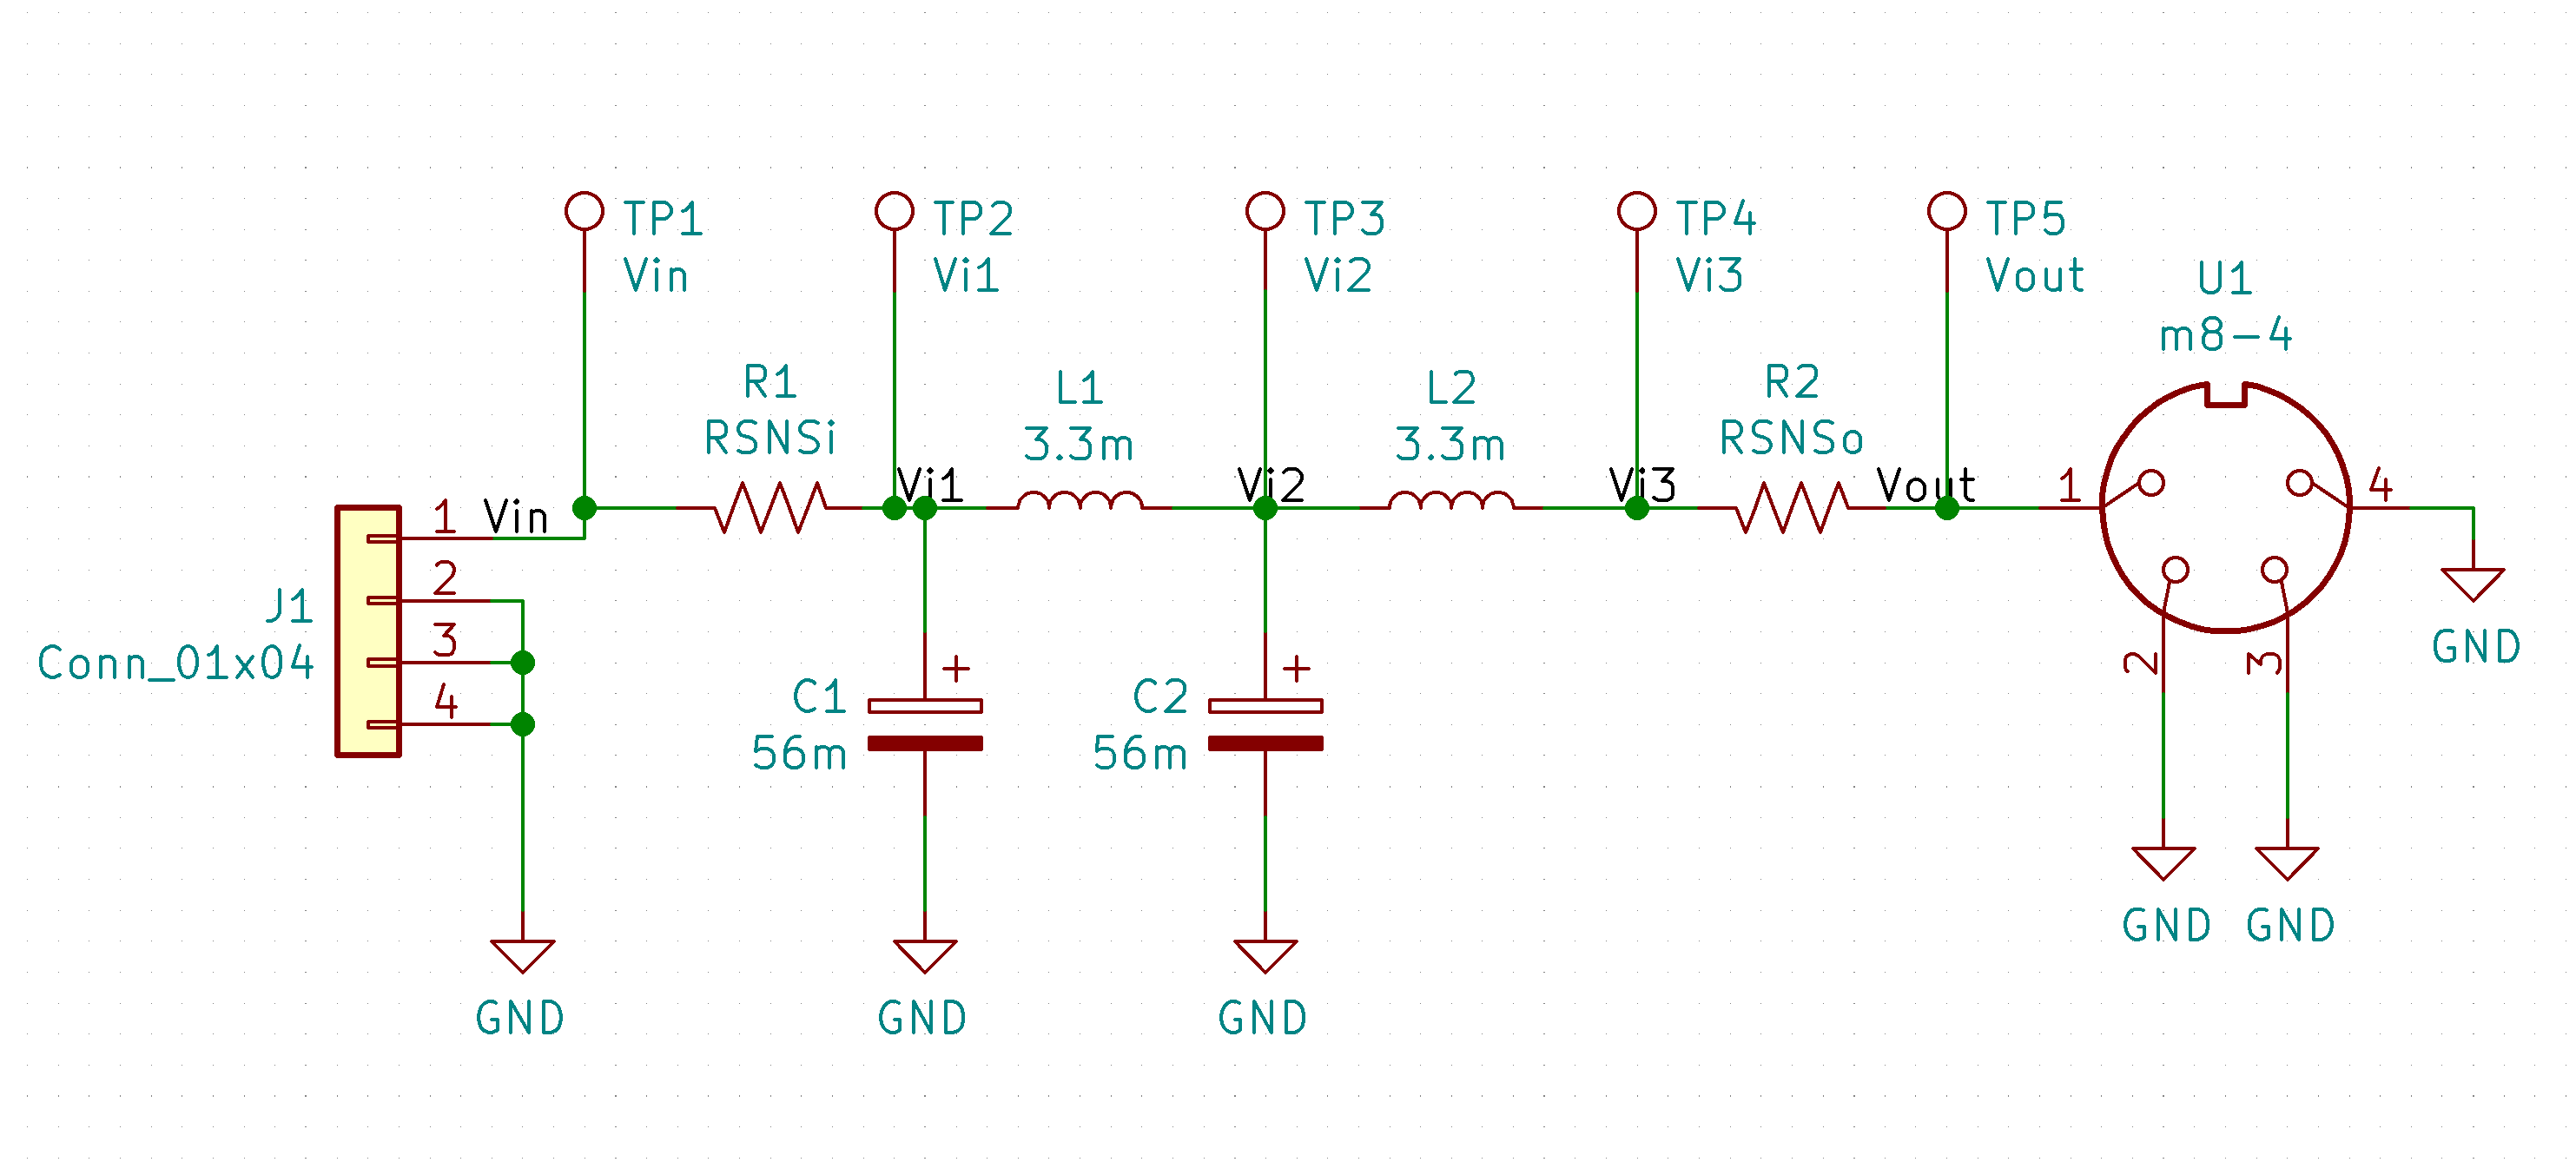 TP1
Vin
TP2
Vi1
TP3
Vi2
TP4
Vi3
TP5
Vout
U1
m8-4
R1
RSNSi
L1
3.3m
L2
3.3m
R2
RSNSo
Vin
Vi1
Vi2
Vi3
Vout
1
4
2
3
GND
J1
Conn_01x04
1
2
3
4
+
C1
56m
+
C2
56m
GND
GND
GND
GND
GND